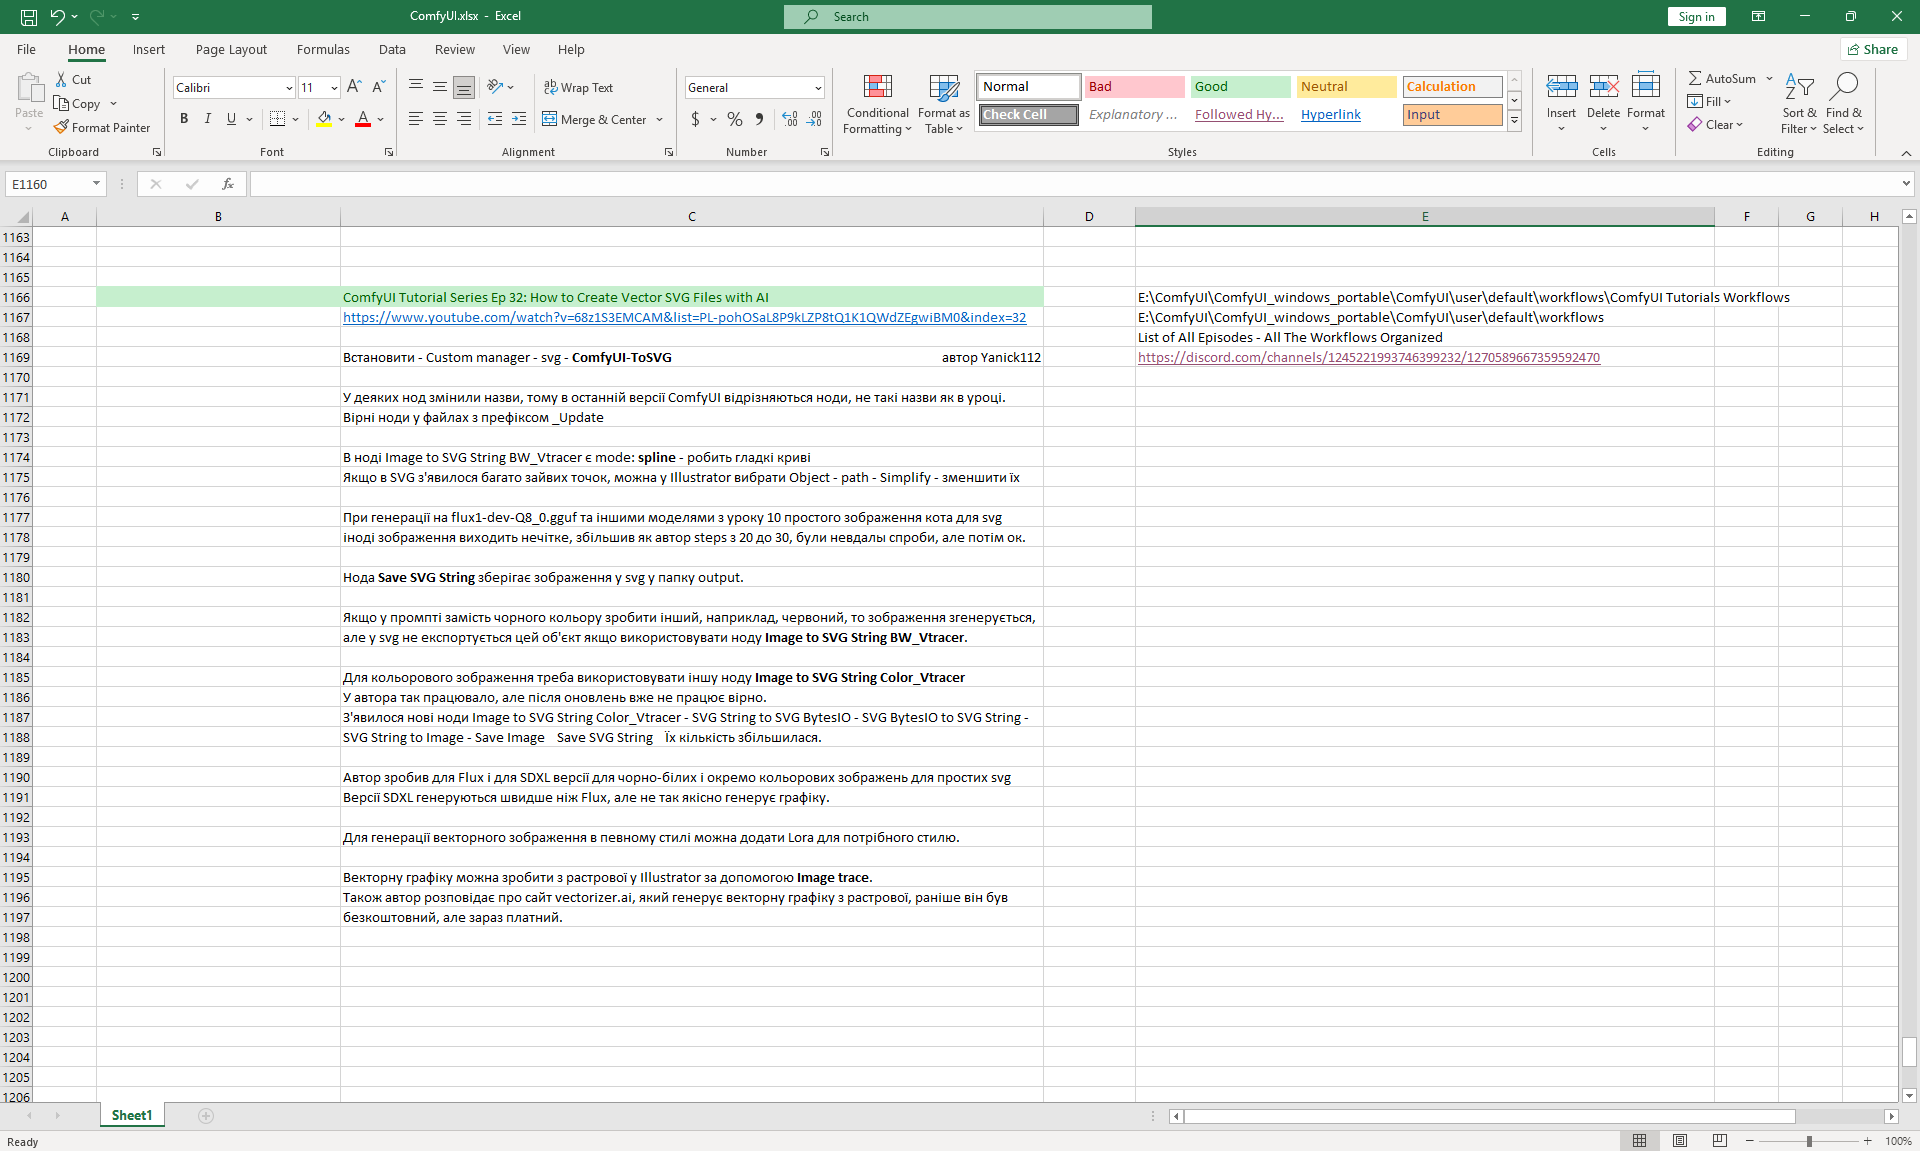 ComfyUI.xlsx - Excel
Search
Sign in
File Home Insert Page Layout Formulas Data Review View Help
Share
Paste
Cut
Copy
Format Painter
Clipboard
Calibri 11
B I U
Font
Wrap Text
Merge & Center
Alignment
General
$ %
Number
Conditional Formatting
Format as Table
Normal Bad Good Neutral Calculation
Check Cell Explanatory ... Followed Hy... Hyperlink Input
Styles
Insert Delete Format
Cells
AutoSum
Fill
Clear
Sort & Filter
Find & Select
Editing
E1160
fx
A B C D E F G H
1163
1164
1165
1166 ComfyUI Tutorial Series Ep 32: How to Create Vector SVG Files with AI E:\ComfyUI\ComfyUI_windows_portable\ComfyUI\user\default\workflows\ComfyUI Tutorials Workflows
1167 https://www.youtube.com/watch?v=68z1S3EMCAM&list=PL-pohOSaL8P9kLZP8tQ1K1QWdZEgwiBM0&index=32 E:\ComfyUI\ComfyUI_windows_portable\ComfyUI\user\default\workflows
1168 List of All Episodes - All The Workflows Organized
1169 Встановити - Custom manager - svg - ComfyUI-ToSVG автор Yanick112 https://discord.com/channels/1245221993746399232/1270589667359592470
1170
1171 У деяких нод змінили назви, тому в останній версії ComfyUI відрізняються ноди, не такі назви як в уроці.
1172 Вірні ноди у файлах з префіксом _Update
1173
1174 В ноді Image to SVG String BW_Vtracer є mode: spline - робить гладкі криві
1175 Якщо в SVG з'явилося багато зайвих точок, можна у Illustrator вибрати Object - path - Simplify - зменшити їх
1176
1177 При генерації на flux1-dev-Q8_0.gguf та іншими моделями з уроку 10 простого зображення кота для svg
1178 іноді зображення виходить нечітке, збільшив як автор steps з 20 до 30, були невдалы спроби, але потім ок.
1179
1180 Нода Save SVG String зберігає зображення у svg у папку output.
1181
1182 Якщо у промпті замість чорного кольору зробити інший, наприклад, червоний, то зображення згенерується,
1183 але у svg не експортується цей об'єкт якщо використовувати ноду Image to SVG String BW_Vtracer.
1184
1185 Для кольорового зображення треба використовувати іншу ноду Image to SVG String Color_Vtracer
1186 У автора так працювало, але після оновлень вже не працює вірно.
1187 З'явилося нові ноди Image to SVG String Color_Vtracer - SVG String to SVG BytesIO - SVG BytesIO to SVG String -
1188 SVG String to Image - Save Image Save SVG String Їх кількість збільшилася.
1189
1190 Автор зробив для Flux і для SDXL версії для чорно-білих і окремо кольорових зображень для простих svg
1191 Версії SDXL генеруються швидше ніж Flux, але не так якісно генерує графіку.
1192
1193 Для генерації векторного зображення в певному стилі можна додати Lora для потрібного стилю.
1194
1195 Векторну графіку можна зробити з растрової у Illustrator за допомогою Image trace.
1196 Також автор розповідає про сайт vectorizer.ai, який генерує векторну графіку з растрової, раніше він був
1197 безкоштовний, але зараз платний.
1198
1199
1200
1201
1202
1203
1204
1205
1206
Sheet1
Ready
100%